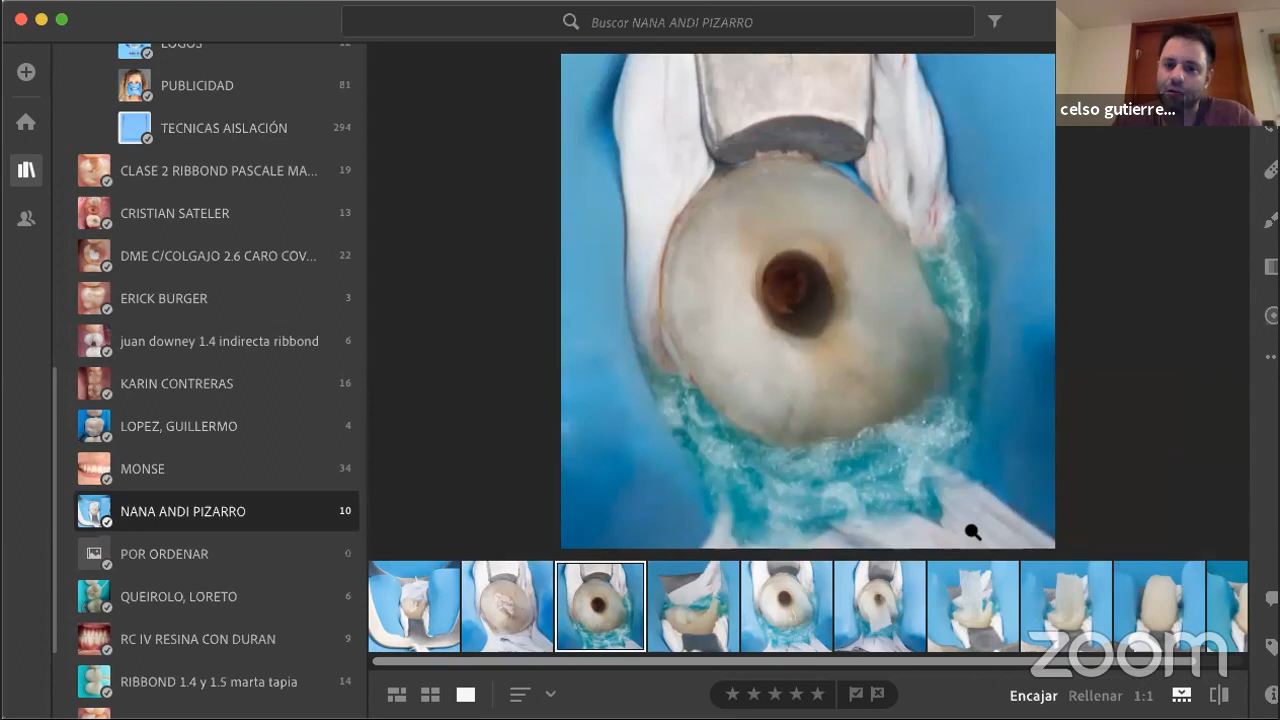 Buscar NANA ANDI PIZARRO
celso gutierre...
LOGOS
PUBLICIDAD 81
TECNICAS AISLACIÓN 294
CLASE 2 RIBBOND PASCALE MA... 19
CRISTIAN SATELER 13
DME C/COLGAJO 2.6 CARO COV... 22
ERICK BURGER 3
juan downey 1.4 indirecta ribbond 6
KARIN CONTRERAS 16
LOPEZ, GUILLERMO 4
MONSE 34
NANA ANDI PIZARRO 10
POR ORDENAR 0
QUEIROLO, LORETO 6
RC IV RESINA CON DURAN 9
RIBBOND 1.4 y 1.5 marta tapia 14
zoom
Encajar Rellenar 1:1